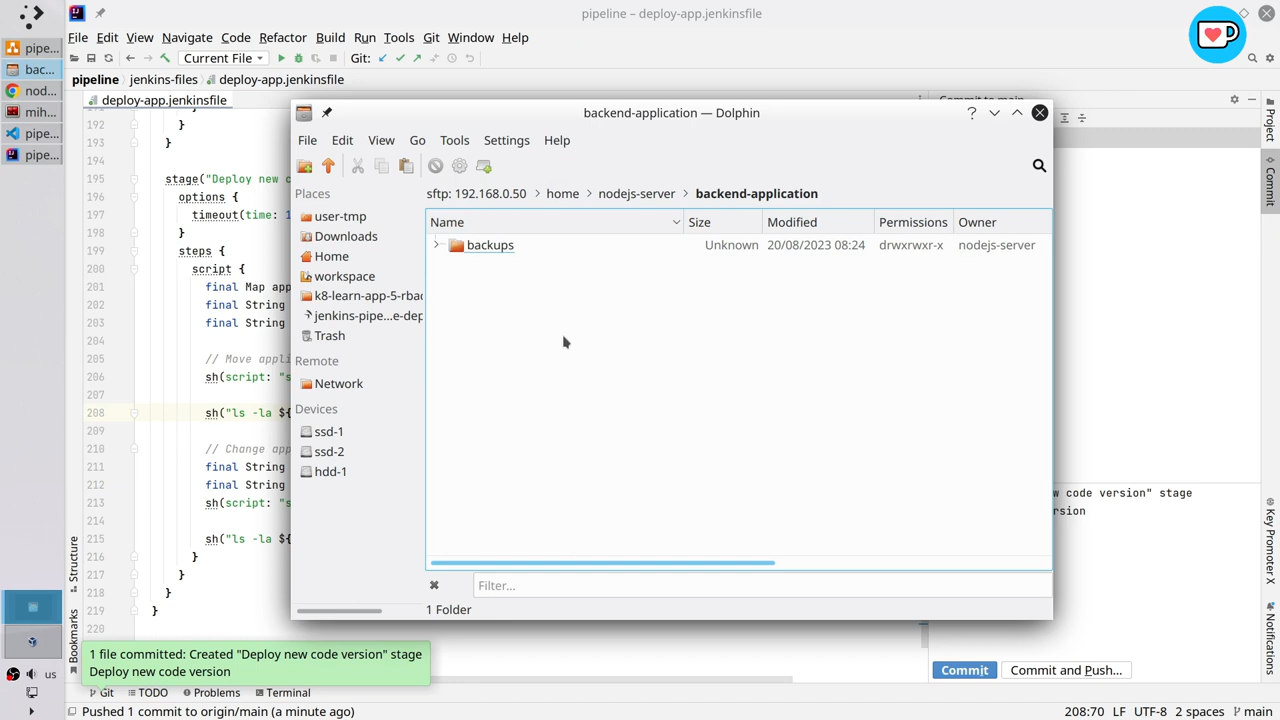 pipeline – deploy-app.jenkinsfile
File Edit View Navigate Code Refactor Build Run Tools Git Window Help
Current File
Git:
pipeline jenkins-files deploy-app.jenkinsfile
deploy-app.jenkinsfile
pipe...
bac...
nod...
mih...
pipe...
pipe...
us
192 }
193 }
194
195 stage("Deploy new c
196 options {
197 timeout(time: 1
198 }
199 steps {
200 script {
201 final Map app
202 final String
203 final String
204
205 // Move appli
206 sh(script: "s
207
208 sh("ls -la ${
209
210 // Change app
211 final String
212 final String
213 sh(script: "s
214
215 sh("ls -la ${
216 }
217 }
218 }
219 }
220
backend-application — Dolphin
File Edit View Go Tools Settings Help
Places
user-tmp
Downloads
Home
workspace
k8-learn-app-5-rbac
jenkins-pipe...e-dep
Trash
Remote
Network
Devices
ssd-1
ssd-2
hdd-1
sftp: 192.168.0.50 home nodejs-server backend-application
Name Size Modified Permissions Owner
backups Unknown 20/08/2023 08:24 drwxrwxr-x nodejs-server
Filter...
1 Folder
w code version" stage
rsion
Commit Commit and Push...
Project
Commit
Key Promoter X
Notifications
Structure
Bookmarks
1 file committed: Created "Deploy new code version" stage
Deploy new code version
Git TODO Problems Terminal
Pushed 1 commit to origin/main (a minute ago)
208:70 LF UTF-8 2 spaces main